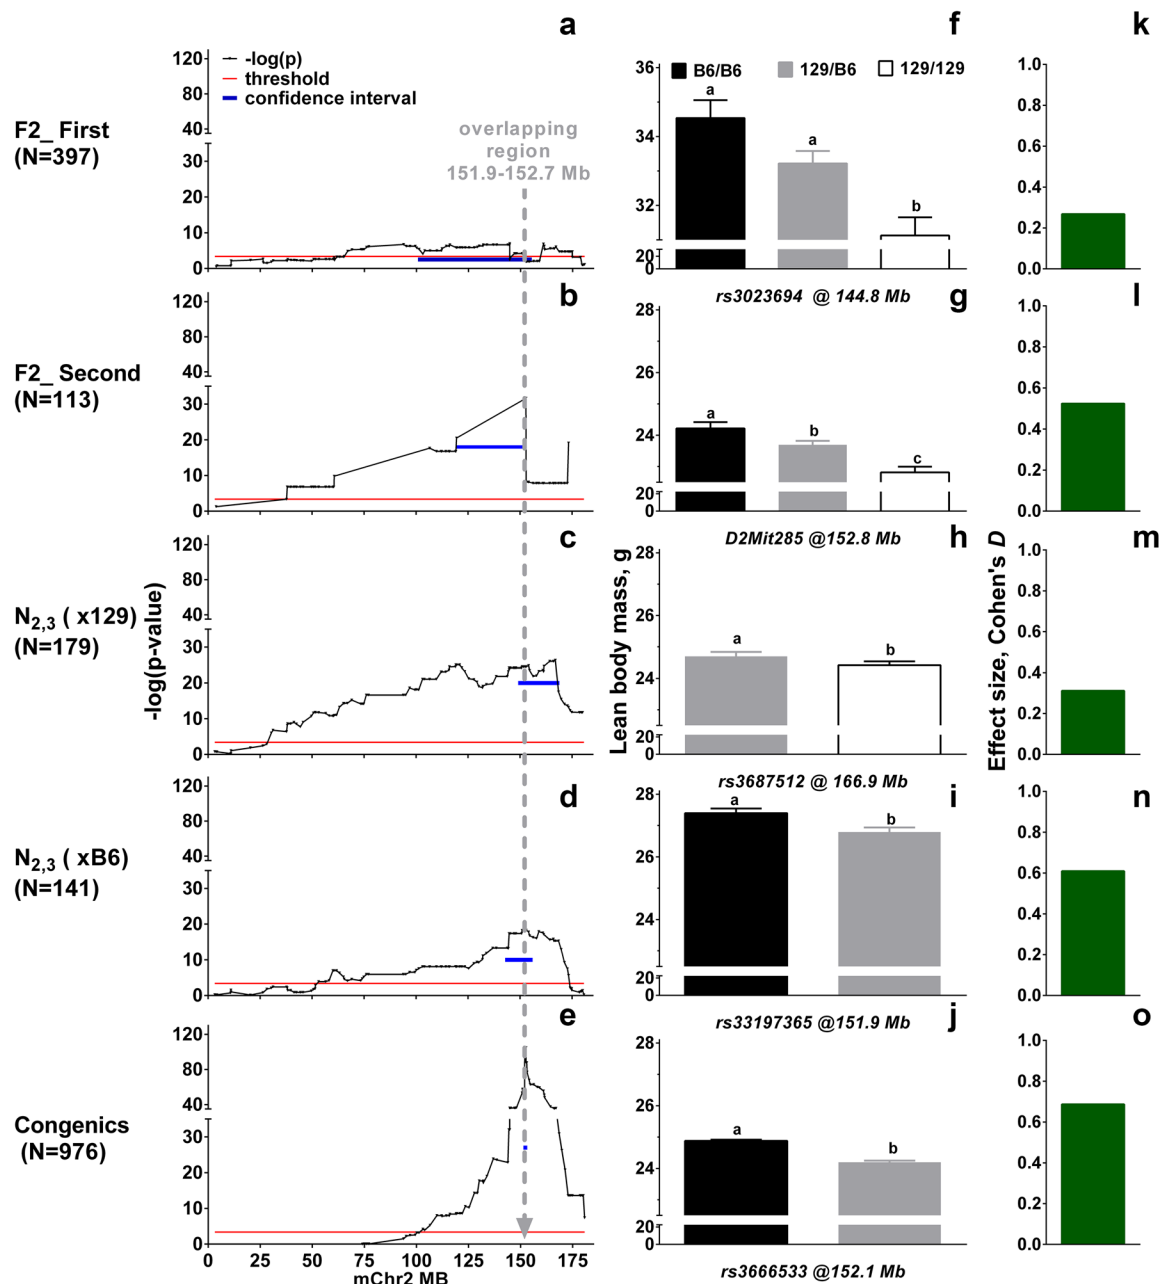 a
f
k
120
80
40
30
20
10
0
-log(p)
threshold
confidence interval
F2_ First
(N=397)
overlapping
region
151.9-152.7 Mb
36
34
32
20
0
B6/B6
129/B6
129/129
a
a
b
rs3023694 @ 144.8 Mb
1.0
0.8
0.6
0.4
0.2
0.0
b
g
l
F2_ Second
(N=113)
120
80
40
30
20
10
0
28
26
24
20
0
a
b
c
D2Mit285 @152.8 Mb
1.0
0.8
0.6
0.4
0.2
0.0
c
h
m
N2,3 ( x129)
(N=179)
-log(p-value)
120
80
40
30
20
10
0
Lean body mass, g
28
26
24
20
0
a
b
rs3687512 @ 166.9 Mb
Effect size, Cohen's D
1.0
0.8
0.6
0.4
0.2
0.0
d
i
n
N2,3 ( xB6)
(N=141)
120
80
40
30
20
10
0
28
26
24
20
0
a
b
rs33197365 @151.9 Mb
1.0
0.8
0.6
0.4
0.2
0.0
e
j
o
Congenics
(N=976)
120
80
40
30
20
10
0
0 25 50 75 100 125 150 175
mChr2 MB
28
26
24
20
0
a
b
rs3666533 @152.1 Mb
1.0
0.8
0.6
0.4
0.2
0.0